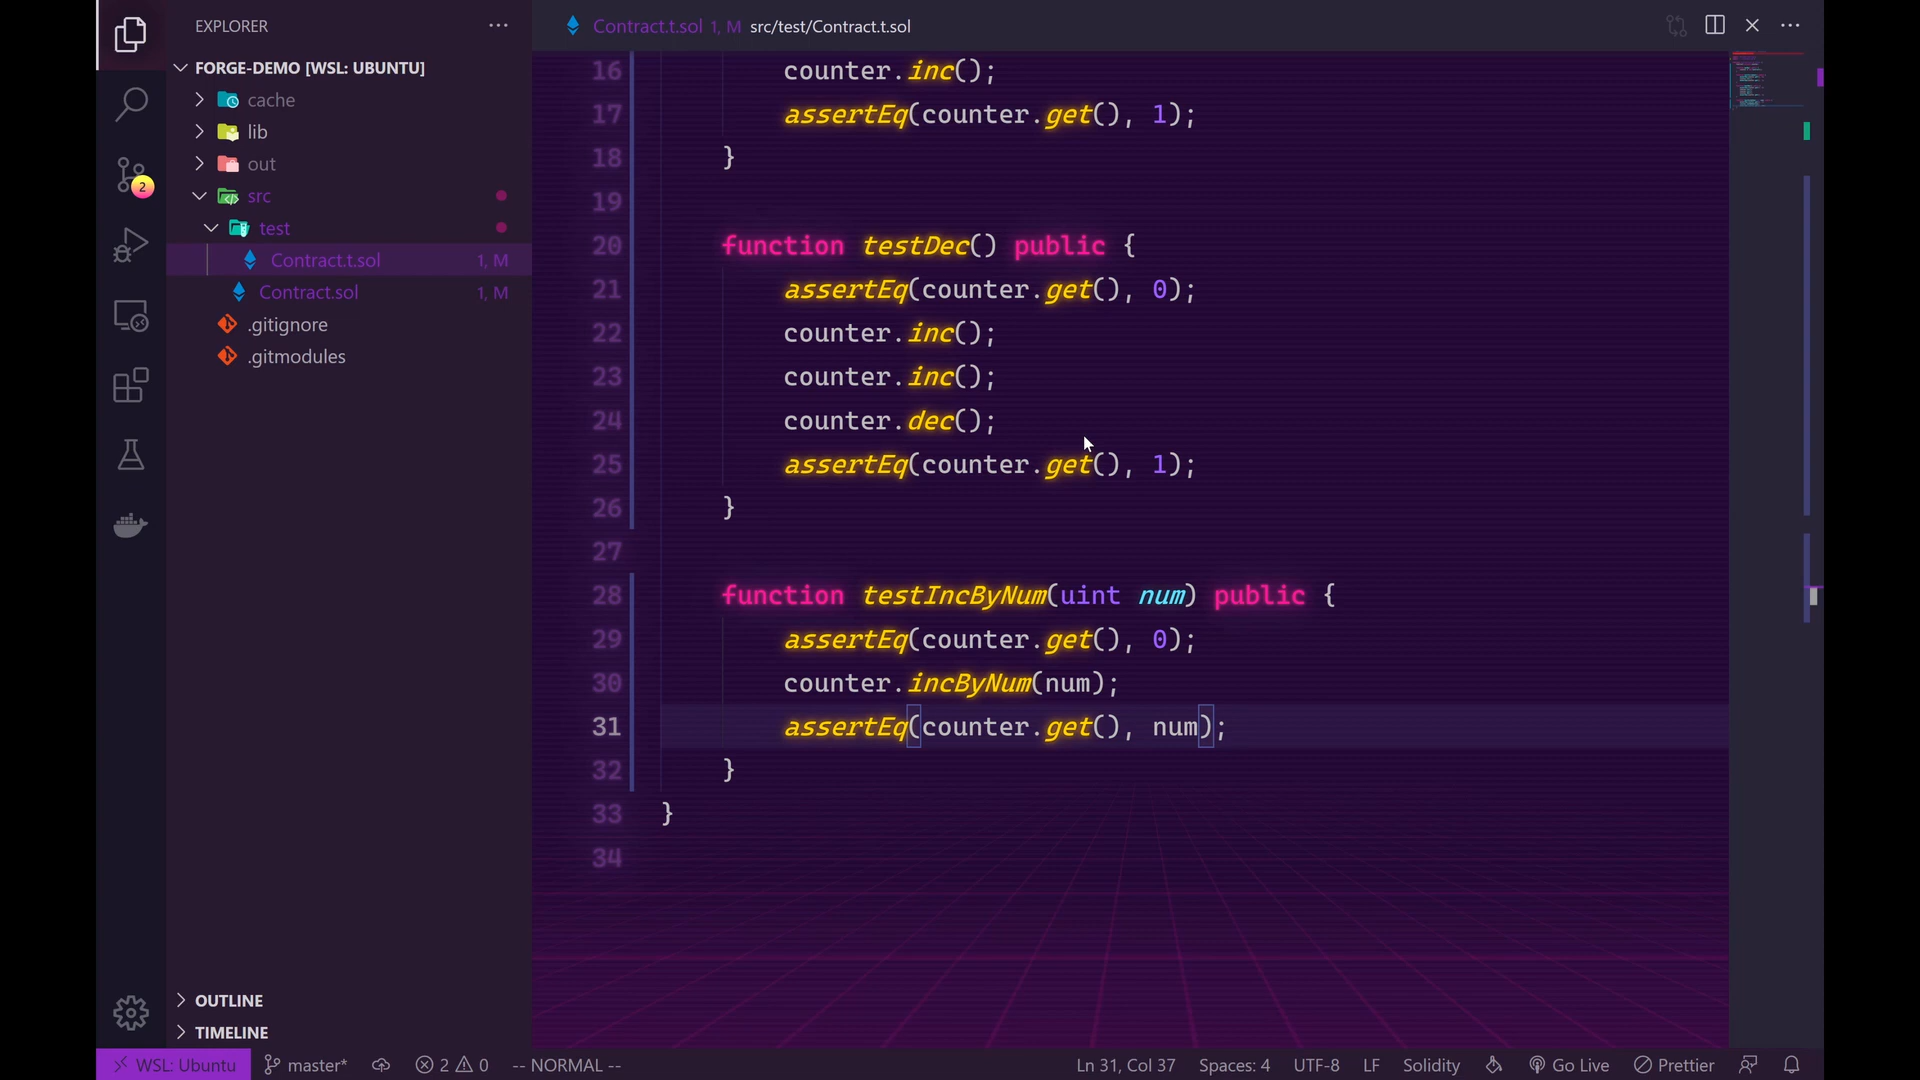 EXPLORER
FORGE-DEMO [WSL: UBUNTU]
cache
lib
out
src
test
Contract.t.sol 1, M
Contract.sol 1, M
.gitignore
.gitmodules
OUTLINE
TIMELINE
2
Contract.t.sol 1, M src/test/Contract.t.sol
16 counter.inc();
17 assertEq(counter.get(), 1);
18 }
19
20 function testDec() public {
21 assertEq(counter.get(), 0);
22 counter.inc();
23 counter.inc();
24 counter.dec();
25 assertEq(counter.get(), 1);
26 }
27
28 function testIncByNum(uint num) public {
29 assertEq(counter.get(), 0);
30 counter.incByNum(num);
31 assertEq(counter.get(), num);
32 }
33 }
34
WSL: Ubuntu master* 2 0 -- NORMAL -- Ln 31, Col 37 Spaces: 4 UTF-8 LF Solidity Go Live Prettier